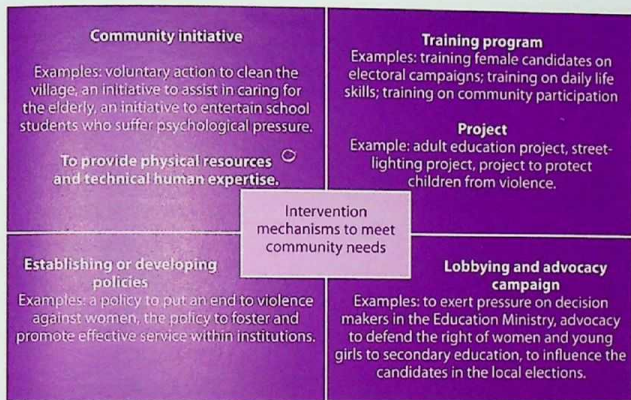 Community initiative
Examples: voluntary action to clean the
village, an initiative to assist in caring for
the elderly, an initiative to entertain school
students who suffer psychological pressure.
To provide physical resources
and technical human expertise.
Training program
Examples: training female candidates on
electoral campaigns; training on daily life
skills; training on community participation
Project
Example: adult education project, street-
lighting project, project to protect
children from violence.
Intervention
mechanisms to meet
community needs
Establishing or developing
policies
Examples: a policy to put an end to violence
against women, the policy to foster and
promote effective service within institutions.
Lobbying and advocacy
campaign
Examples: to exert pressure on decision
makers in the Education Ministry, advocacy
to defend the right of women and young
girls to secondary education, to influence the
candidates in the local elections.